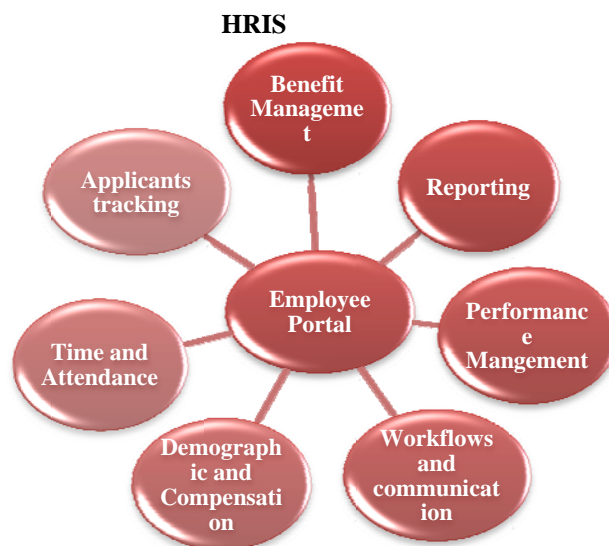 HRIS
Benefit
Manageme
t
Reporting
Performanc
e
Mangement
Workflows
and
communicat
ion
Demograph
ic and
Compensati
on
Time and
Attendance
Applicants
tracking
Employee
Portal